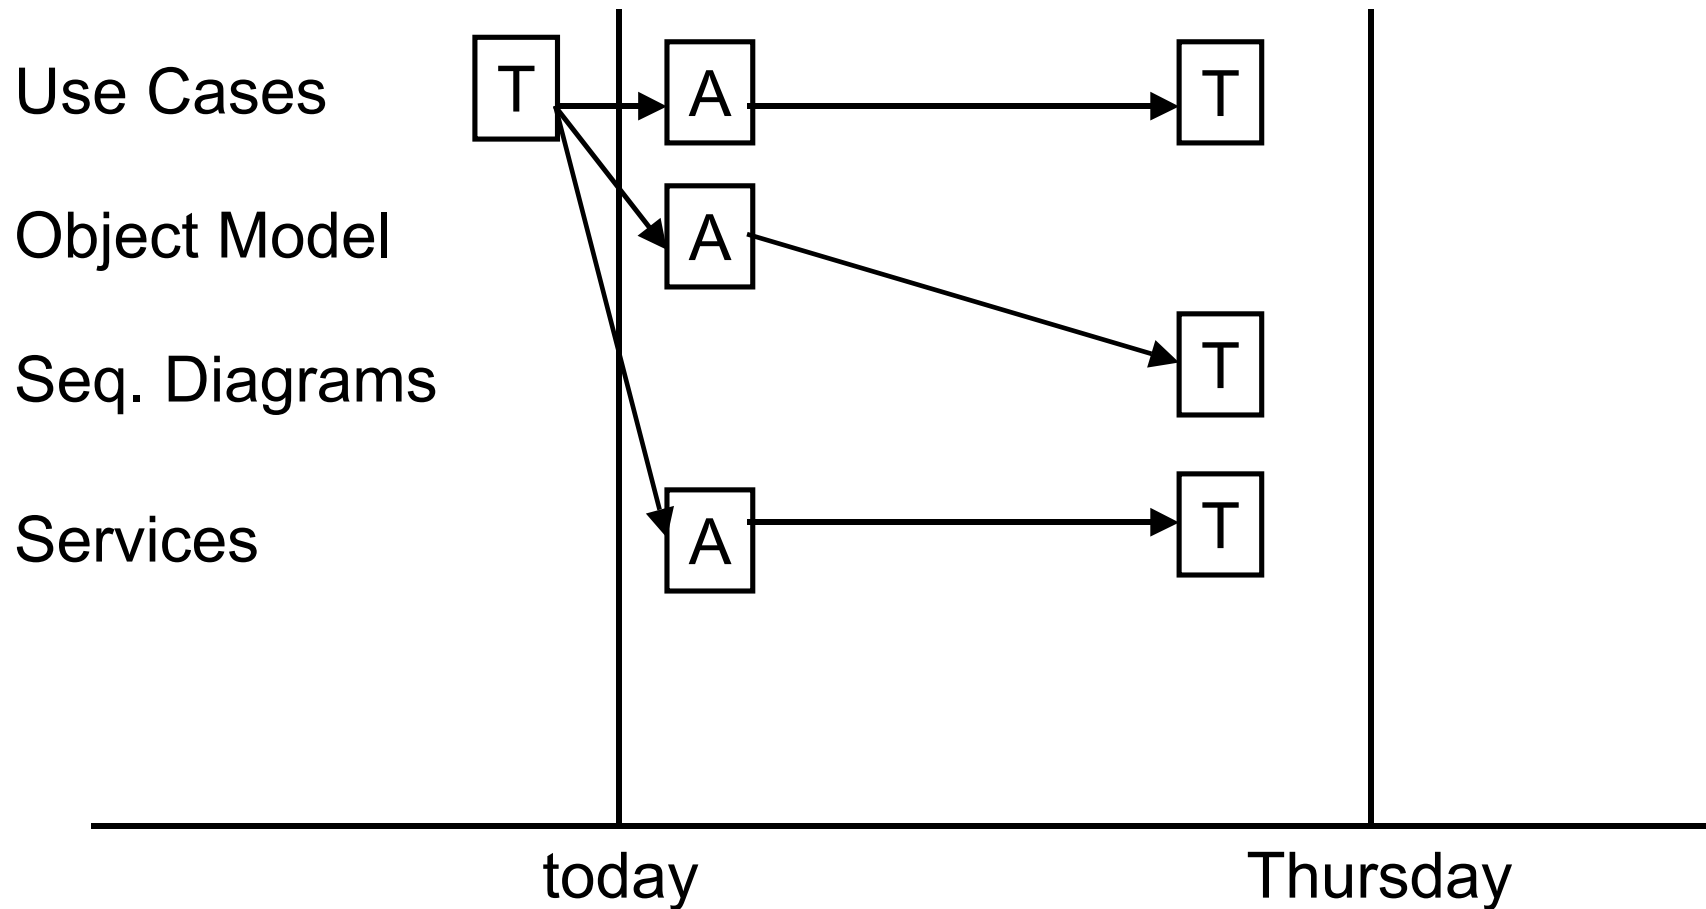 Use Cases T A T
Object Model A
Seq. Diagrams T
Services A T
today Thursday